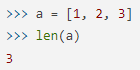 >>> a = [1, 2, 3]
>>> len(a)
3